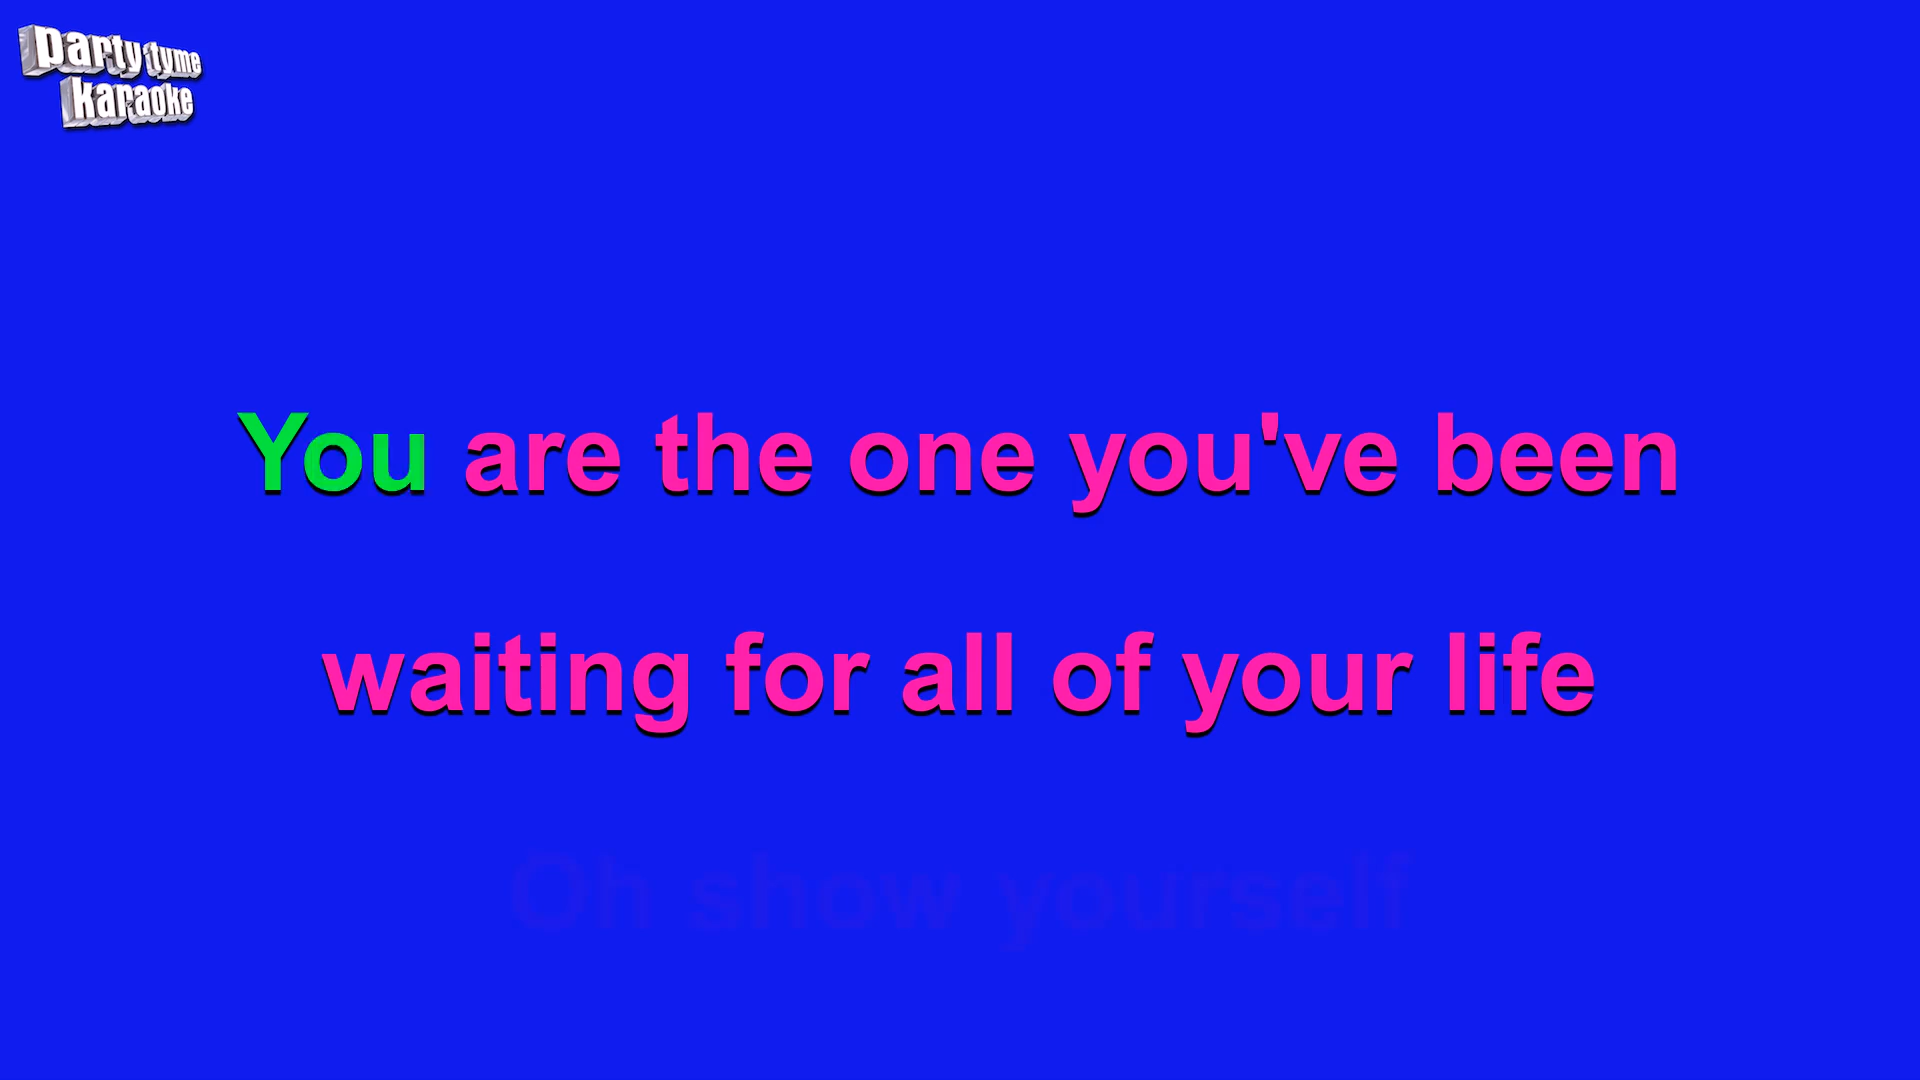 party tyme
karaoke
You are the one you've been
waiting for all of your life
Oh show yourself